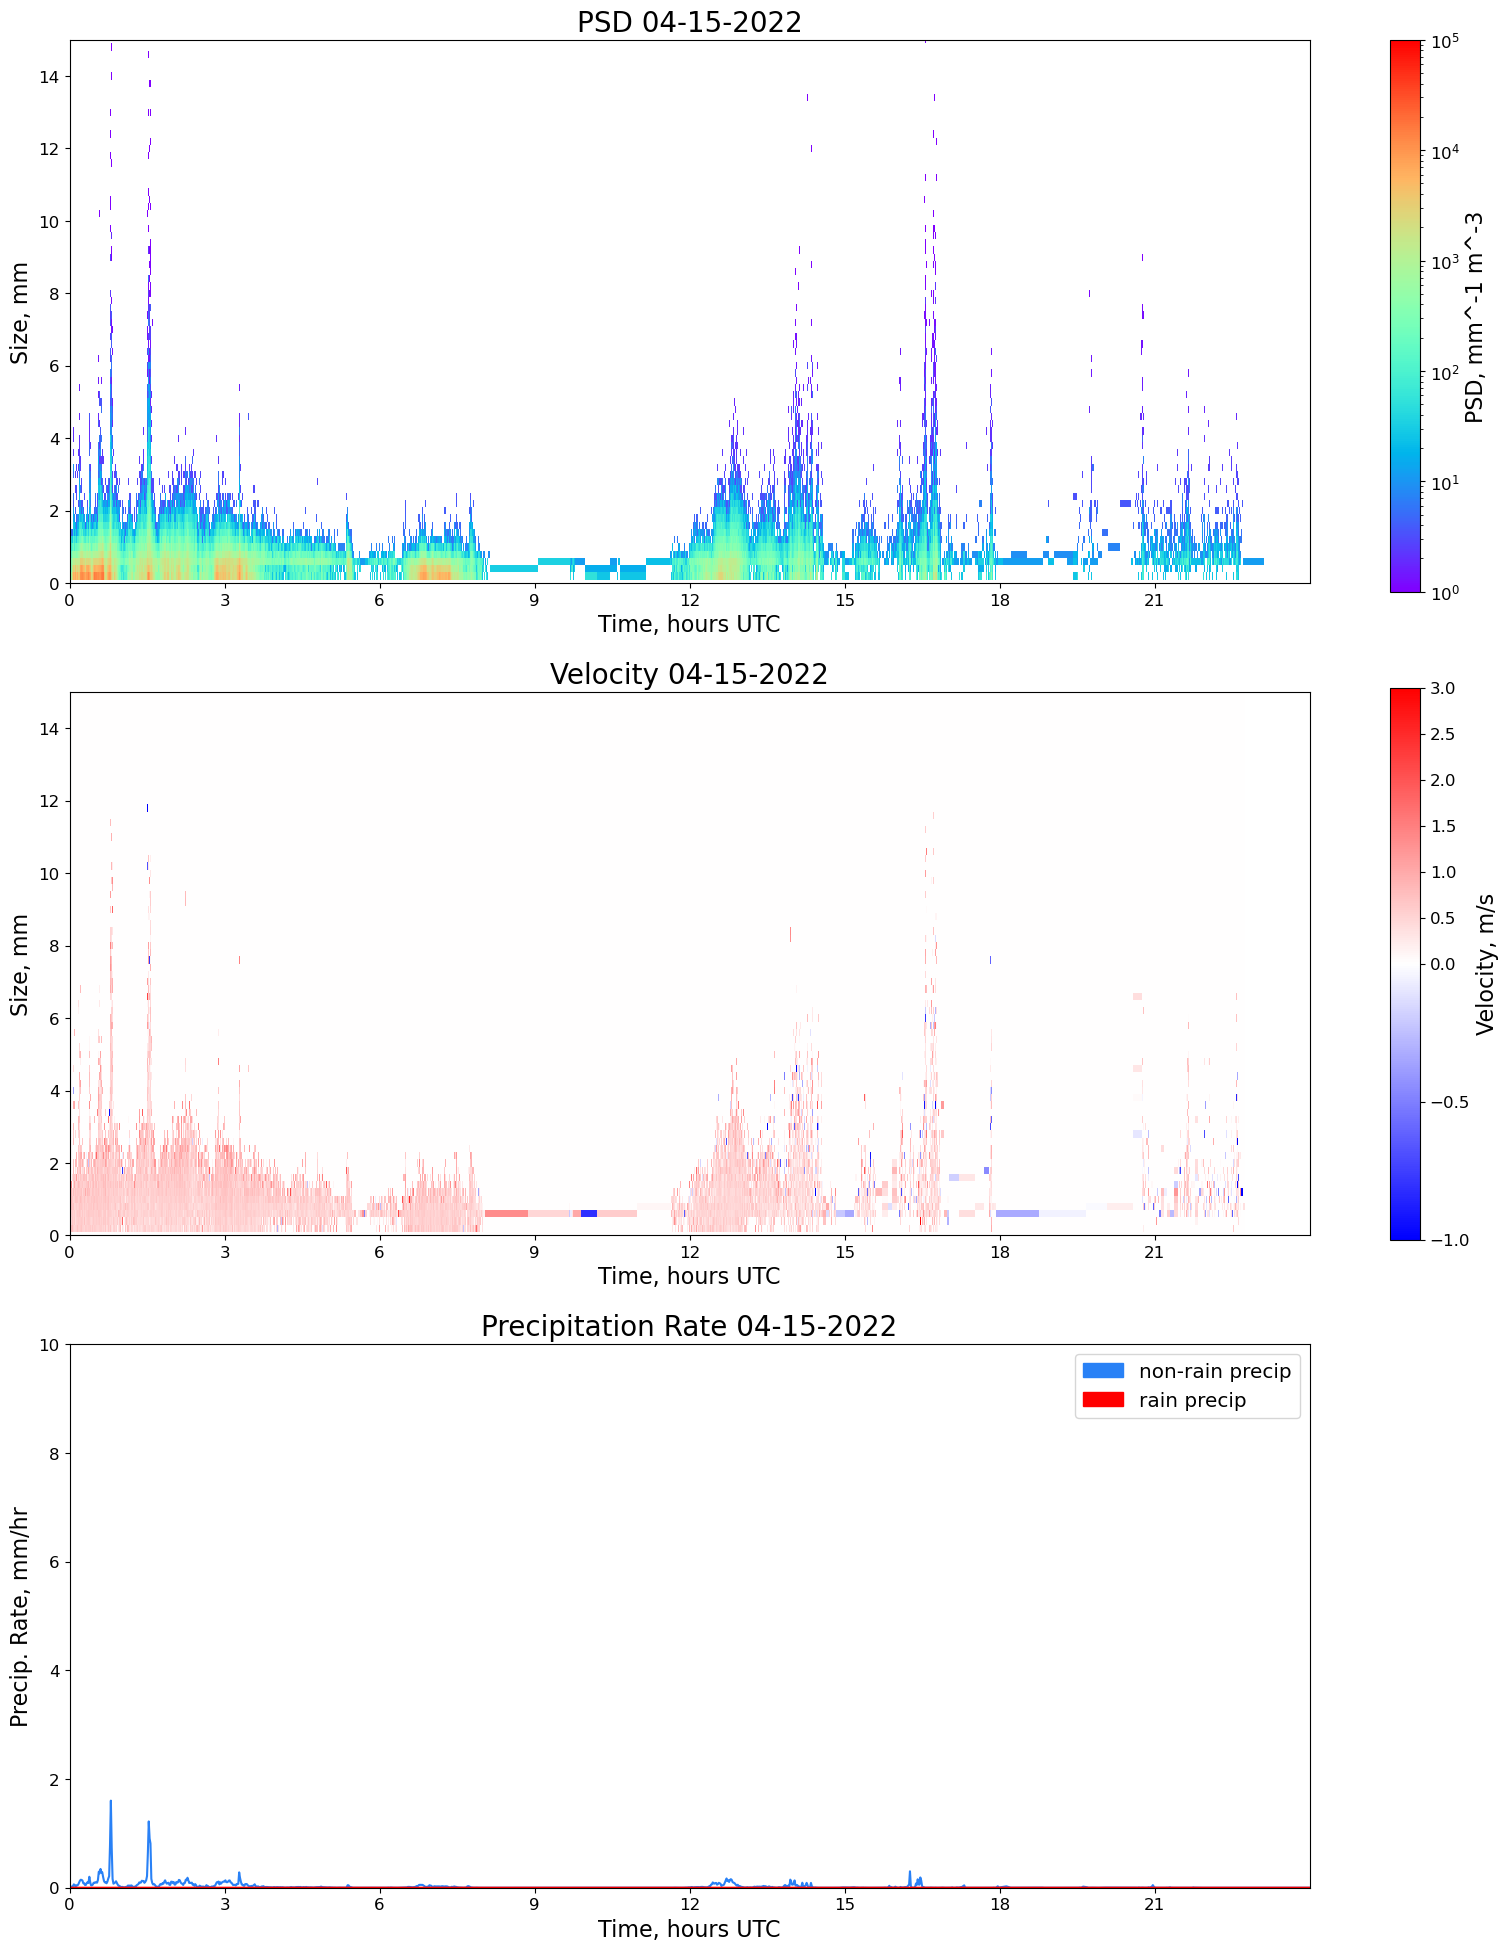 PSD 04-15-2022
14
12
10
8
6
4
2
0
Size, mm
0 3 6 9 12 15 18 21
Time, hours UTC
10^5
10^4
10^3
10^2
10^1
10^0
PSD, mm^-1 m^-3
Velocity 04-15-2022
14
12
10
8
6
4
2
0
Size, mm
0 3 6 9 12 15 18 21
Time, hours UTC
3.0
2.5
2.0
1.5
1.0
0.5
0.0
−0.5
−1.0
Velocity, m/s
Precipitation Rate 04-15-2022
10
8
6
4
2
0
Precip. Rate, mm/hr
non-rain precip
rain precip
0 3 6 9 12 15 18 21
Time, hours UTC